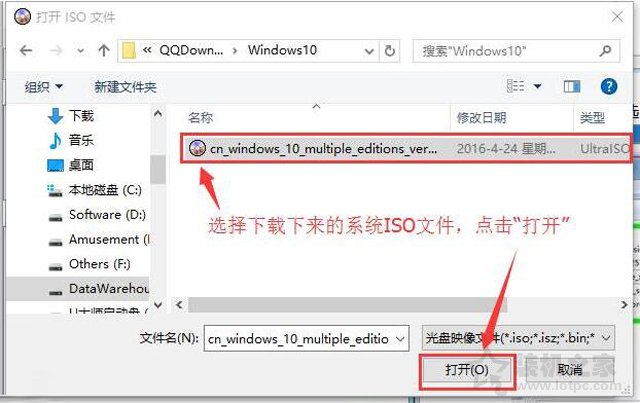 打开 ISO 文件
« QQDown... › Windows10
搜索"Windows10"
组织
新建文件夹
名称
修改日期
类型
下载
音乐
桌面
本地磁盘 (C:)
Software (D:)
Amusement (
Others (F:)
DataWarehou
cn_windows_10_multiple_editions_ver...
2016-4-24 星期...
UltraISO
选择下载下来的系统ISO文件，点击“打开”
文件名(N):
cn_windows_10_multiple_editio
光盘映像文件(*.iso;*.isz;*.bin;*
打开(O)
取消
装机之家
www.lotpc.com